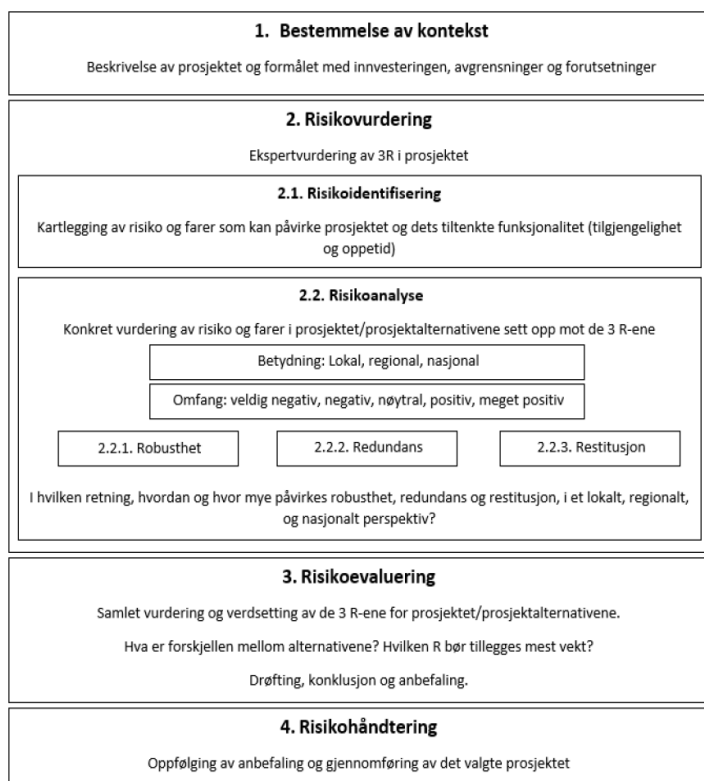 1. Bestemmelse av kontekst
Beskrivelse av prosjektet og formålet med innvesteringen, avgrensninger og forutsetninger
2. Risikovurdering
Ekspertvurdering av 3R i prosjektet
2.1. Risikoidentifisering
Kartlegging av risiko og farer som kan påvirke prosjektet og dets tiltenkte funksjonalitet (tilgjengelighet
og oppetid)
2.2. Risikoanalyse
Konkret vurdering av risiko og farer i prosjektet/prosjektalternativene sett opp mot de 3 R-ene
Betydning: Lokal, regional, nasjonal
Omfang: veldig negativ, negativ, nøytral, positiv, meget positiv
2.2.1. Robusthet
2.2.2. Redundans
2.2.3. Restitusjon
I hvilken retning, hvordan og hvor mye påvirkes robusthet, redundans og restitusjon, i et lokalt, regionalt,
og nasjonalt perspektiv?
3. Risikoevaluering
Samlet vurdering og verdsetting av de 3 R-ene for prosjektet/prosjektalternativene.
Hva er forskjellen mellom alternativene? Hvilken R bør tillegges mest vekt?
Drøfting, konklusjon og anbefaling.
4. Risikohåndtering
Oppfølging av anbefaling og gjennomføring av det valgte prosjektet